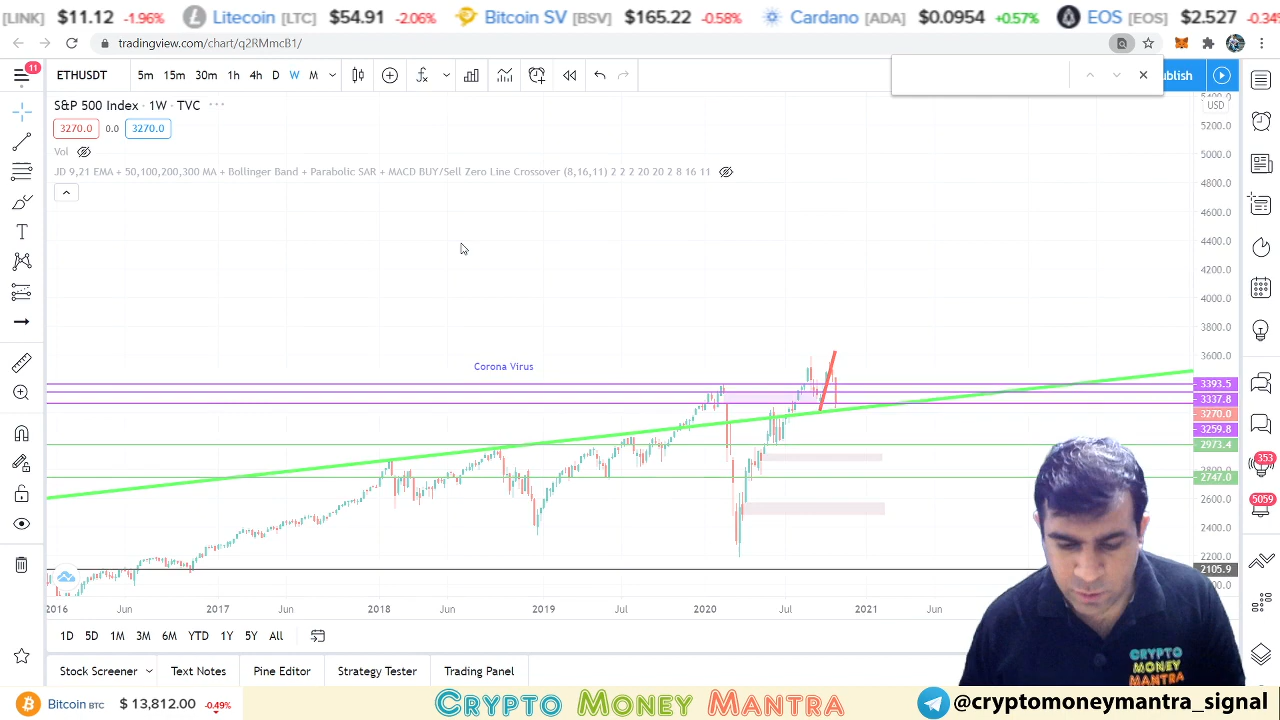 [LINK] $11.12 -1.96% Litecoin [LTC] $54.91 -2.06% Bitcoin SV [BSV] $165.22 -0.58% Cardano [ADA] $0.0954 +0.57% EOS [EOS] $2.527 -0.34%
tradingview.com/chart/q2RMmcB1/
11
ETHUSDT 5m 15m 30m 1h 4h D W M
S&P 500 Index · 1W · TVC
3270.0 0.0 3270.0
Vol
JD 9,21 EMA + 50,100,200,300 MA + Bollinger Band + Parabolic SAR + MACD BUY/Sell Zero Line Crossover (8,16,11) 2 2 2 20 20 2 8 16 11
USD
5200.0
5000.0
4800.0
4600.0
4400.0
4200.0
4000.0
3800.0
3600.0
Corona Virus
3393.5
3337.8
3270.0
3259.8
2973.4
2747.0
2600.0
2400.0
2200.0
2105.9
353
5059
2016 Jun 2017 Jun 2018 Jun 2019 Jul 2020 Jul 2021 Jun
1D 5D 1M 3M 6M YTD 1Y 5Y All
Stock Screener Text Notes Pine Editor Strategy Tester Panel
CRYPTO
MONEY
MANTRA
Bitcoin BTC $ 13,812.00 -0.49% CRYPTO MONEY MANTRA @cryptomoneymantra_signal